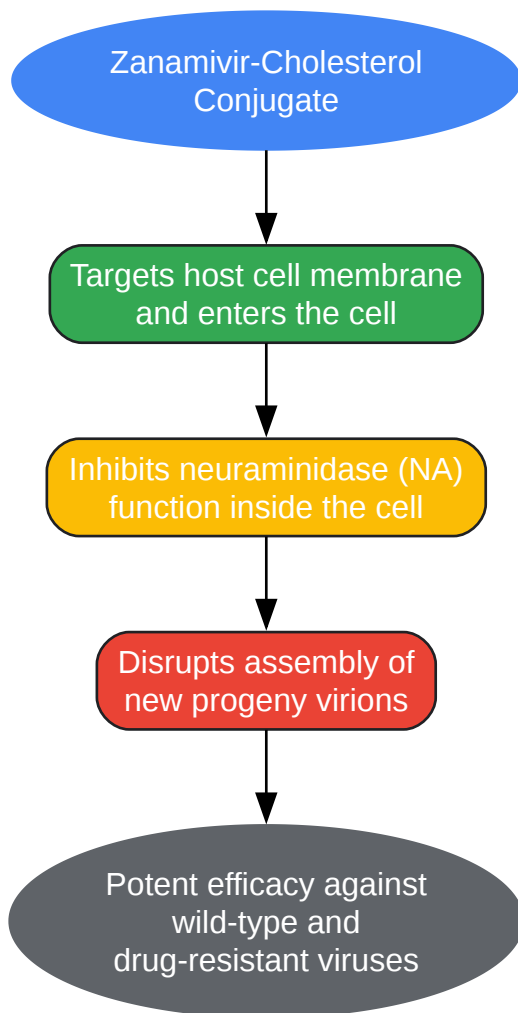 Zanamivir-Cholesterol
Conjugate
Targets host cell membrane
and enters the cell
Inhibits neuraminidase (NA)
function inside the cell
Disrupts assembly of
new progeny virions
Potent efficacy against
wild-type and
drug-resistant viruses